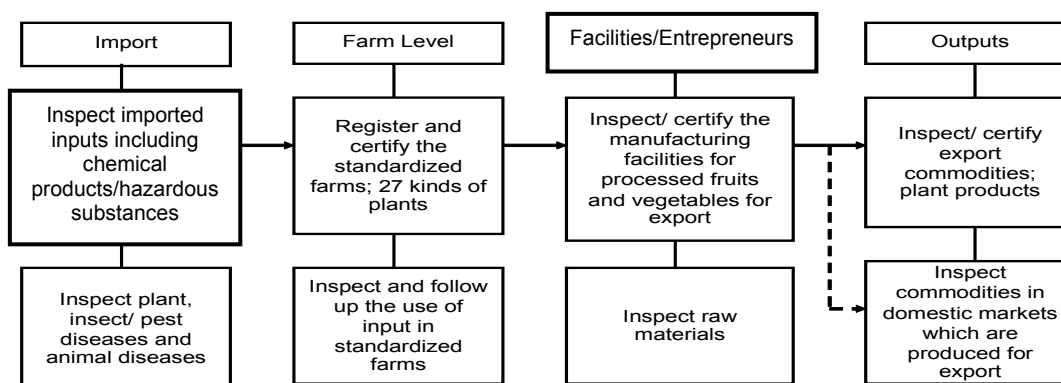 Import
Farm Level
Facilities/Entrepreneurs
Outputs
Inspect imported
inputs including
chemical
products/hazardous
substances
Register and
certify the
standardized
farms; 27 kinds of
plants
Inspect/ certify the
manufacturing
facilities for
processed fruits
and vegetables for
export
Inspect/ certify
export
commodities;
plant products
Inspect plant,
insect/ pest
diseases and
animal diseases
Inspect and follow
up the use of
input in
standardized
farms
Inspect raw
materials
Inspect
commodities in
domestic markets
which are
produced for
export